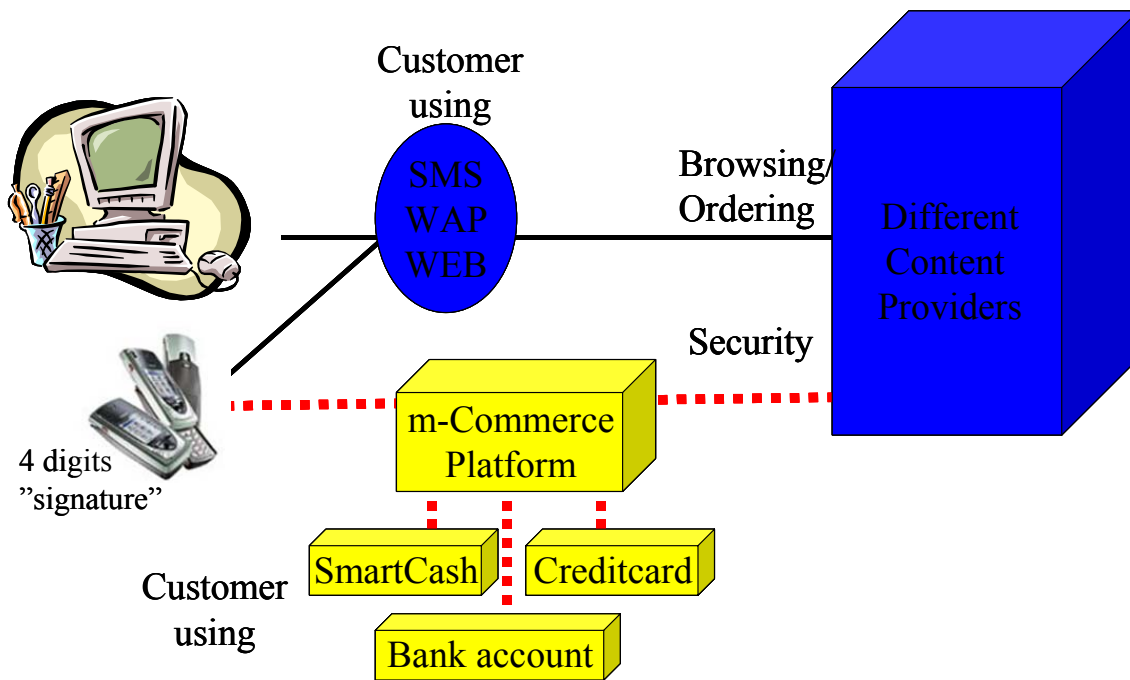 Customer
using
SMS
WAP
WEB
Browsing/
Ordering
Different
Content
Providers
Security
m-Commerce
Platform
4 digits
”signature”
SmartCash
Creditcard
Customer
using
Bank account